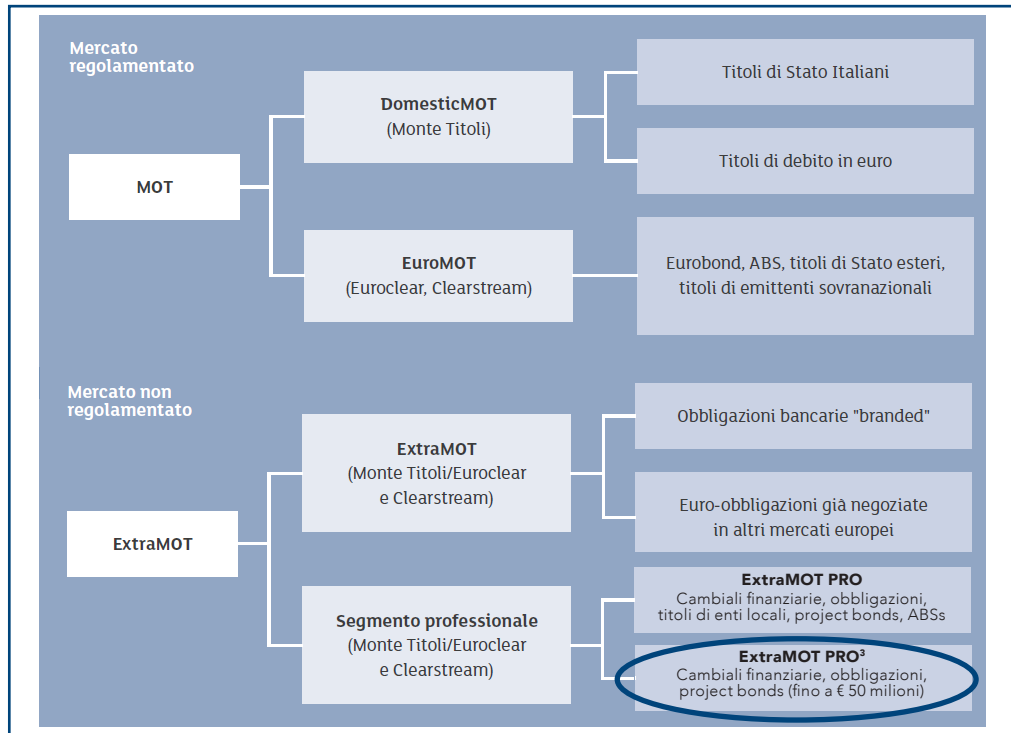 Mercato
regolamentato
MOT
DomesticMOT
(Monte Titoli)
Titoli di Stato Italiani
Titoli di debito in euro
EuroMOT
(Euroclear, Clearstream)
Eurobond, ABS, titoli di Stato esteri,
titoli di emittenti sovranazionali
Mercato non
regolamentato
ExtraMOT
ExtraMOT
(Monte Titoli/Euroclear
e Clearstream)
Obbligazioni bancarie "branded"
Euro-obbligazioni già negoziate
in altri mercati europei
Segmento professionale
(Monte Titoli/Euroclear
e Clearstream)
ExtraMOT PRO
Cambiali finanziarie, obbligazioni,
titoli di enti locali, project bonds, ABSs
ExtraMOT PRO³
Cambiali finanziarie, obbligazioni,
project bonds (fino a € 50 milioni)